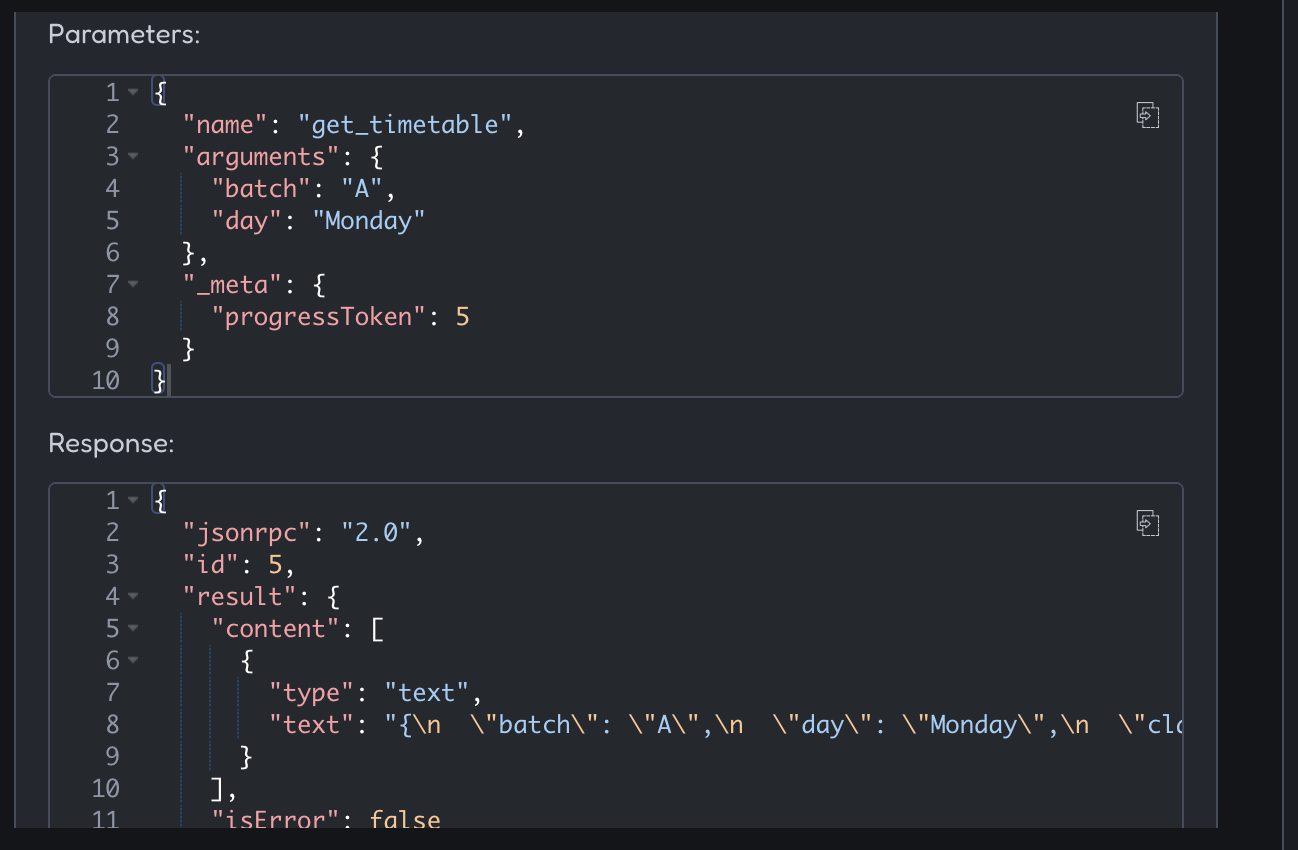 Parameters:
1 {
2 "name": "get_timetable",
3 "arguments": {
4 "batch": "A",
5 "day": "Monday"
6 },
7 "_meta": {
8 "progressToken": 5
9 }
10 }
Response:
1 {
2 "jsonrpc": "2.0",
3 "id": 5,
4 "result": {
5 "content": [
6 {
7 "type": "text",
8 "text": "{\n  \"batch\": \"A\",\n  \"day\": \"Monday\",\n  \"cla
9 }
10 ],
11 "isError": false